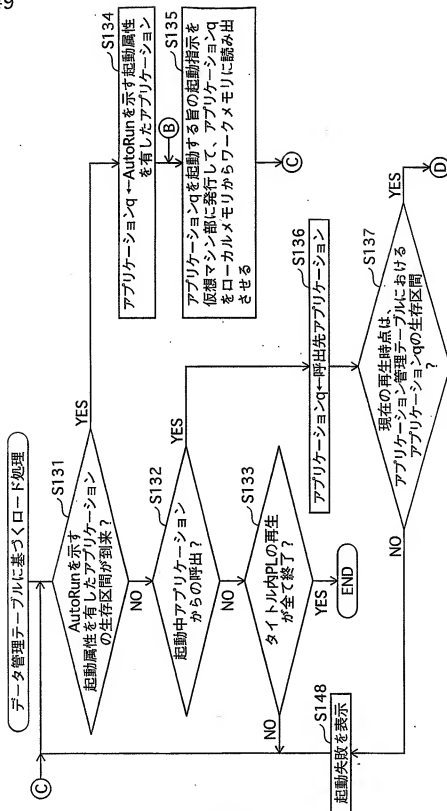 データ管理テーブルに基づくロード処理
C
S131
AutoRunを示す
起動属性を有したアプリケーション
の生存区間が到来？
YES
NO
S134
アプリケーションq ←AutoRunを示す起動属性
を有したアプリケーション
B
S135
アプリケーションqを起動する旨の起動指示を
仮想マシン部に発行して、アプリケーションq
をローカルメモリからワークメモリに読み出
させる
C
S132
起動中アプリケーション
からの呼出？
YES
NO
S136
アプリケーションq←呼出先アプリケーション
S133
タイトル内PLの再生
が全て終了？
NO
YES
END
S137
現在の再生時点は、
アプリケーション管理テーブルにおける
アプリケーションqの生存区間
？
YES
D
NO
S148
起動失敗を表示